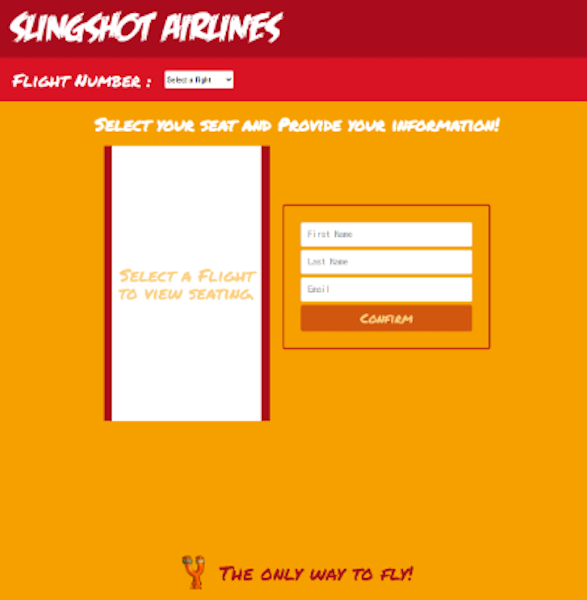 SLINGSHOT AIRLINES
Flight Number : Select a flight
Select your seat and Provide your information!
Select a Flight
to view seating.
First Name
Last Name
Email
Confirm
The only way to fly!